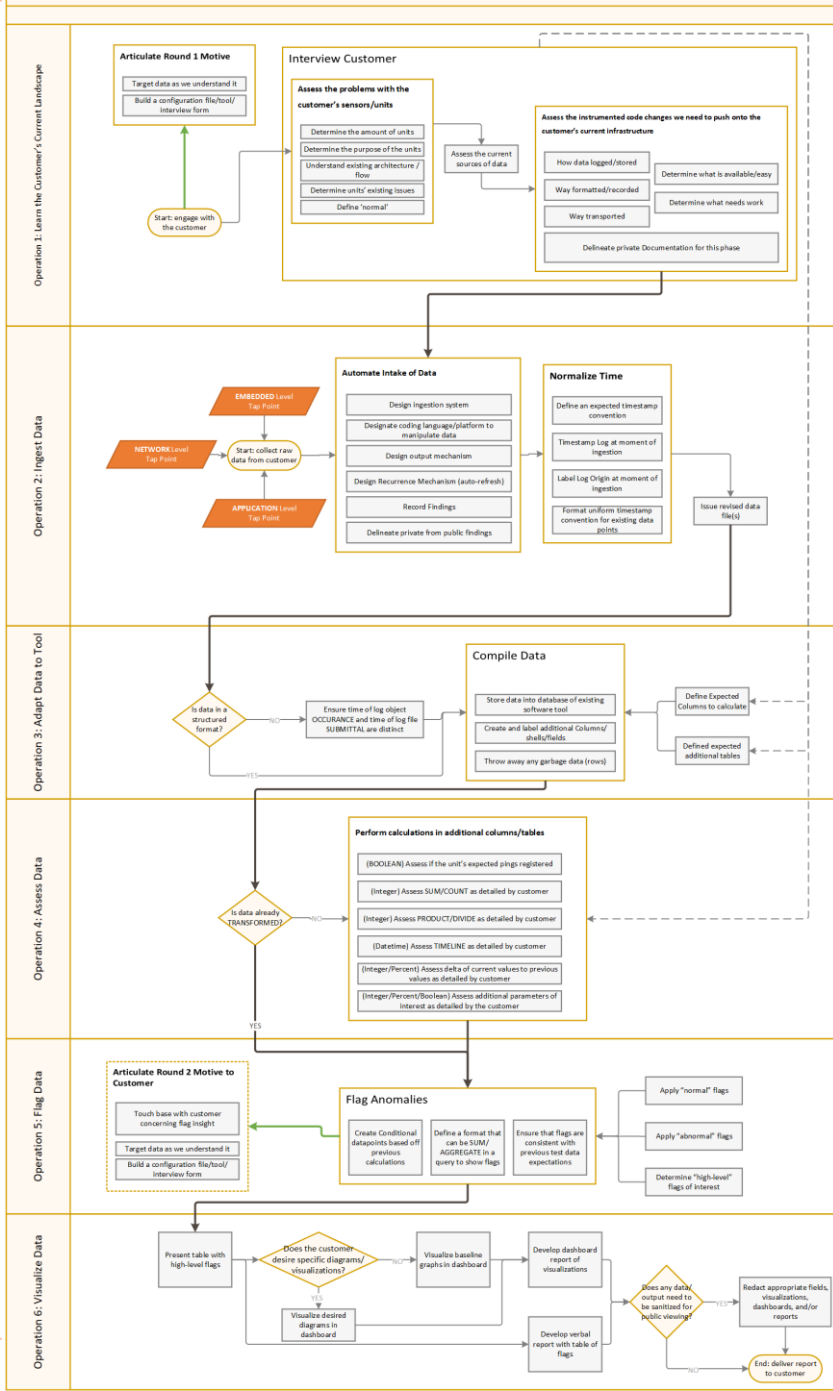 Operation 1: Learn the Customer's Current Landscape
Articulate Round 1 Motive
Target data as we understand it
Build a configuration file/tool/
interview form
Start: engage with
the customer
Interview Customer
Assess the problems with the
customer's sensors/units
Determine the amount of units
Determine the purpose of the units
Understand existing architecture /
flow
Determine units' existing issues
Define 'normal'
Assess the current
sources of data
Assess the instrumented code changes we need to push onto the
customer's current infrastructure
How data logged/stored
Way formatted/recorded
Way transported
Determine what is available/easy
Determine what needs work
Delineate private Documentation for this phase
Operation 2: Ingest Data
EMBEDDED Level
Tap Point
NETWORK Level
Tap Point
Start: collect raw
data from customer
APPLICATION Level
Tap Point
Automate Intake of Data
Design ingestion system
Designate coding language/platform to
manipulate data
Design output mechanism
Design Recurrence Mechanism (auto-refresh)
Record Findings
Delineate private from public findings
Normalize Time
Define an expected timestamp
convention
Timestamp Log at moment of
ingestion
Label Log Origin at moment of
ingestion
Format uniform timestamp
convention for existing data
points
Issue revised data
file(s)
Operation 3: Adapt Data to Tool
Is data in a
structured
format?
NO
YES
Ensure time of log object
OCCURANCE and time of log file
SUBMITTAL are distinct
Compile Data
Store data into database of existing
software tool
Create and label additional Columns/
shells/fields
Throw away any garbage data (rows)
Define Expected
Columns to calculate
Defined expected
additional tables
Operation 4: Assess Data
Is data already
TRANSFORMED?
NO
YES
Perform calculations in additional columns/tables
(BOOLEAN) Assess if the unit's expected pings registered
(Integer) Assess SUM/COUNT as detailed by customer
(Integer) Assess PRODUCT/DIVIDE as detailed by customer
(Datetime) Assess TIMELINE as detailed by customer
(Integer/Percent) Assess delta of current values to previous
values as detailed by customer
(Integer/Percent/Boolean) Assess additional parameters of
interest as detailed by the customer
Operation 5: Flag Data
Articulate Round 2 Motive to
Customer
Touch base with customer
concerning flag insight
Target data as we understand it
Build a configuration file/tool/
interview form
Flag Anomalies
Create Conditional
datapoints based off
previous
calculations
Define a format that
can be SUM/
AGGREGATE in a
query to show flags
Ensure that flags are
consistent with
previous test data
expectations
Apply "normal" flags
Apply "abnormal" flags
Determine "high-level"
flags of interest
Operation 6: Visualize Data
Present table with
high-level flags
Does the customer
desire specific diagrams/
visualizations?
NO
YES
Visualize baseline
graphs in dashboard
Visualize desired
diagrams in
dashboard
Develop dashboard
report of
visualizations
Develop verbal
report with table of
flags
Does any data/
output need to
be sanitized for
public viewing?
YES
NO
Redact appropriate fields,
visualizations,
dashboards, and/or
reports
End: deliver report
to customer